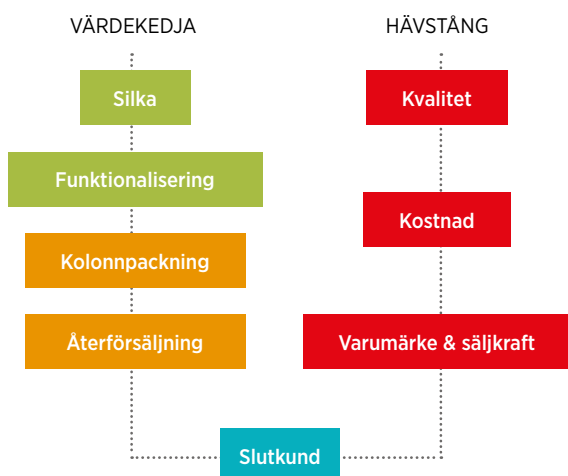 VÄRDEKEDJA
Silka
Funktionalisering
Kolonnpackning
Återförsäljning
HÄVSTÅNG
Kvalitet
Kostnad
Varumärke & säljkraft
Slutkund